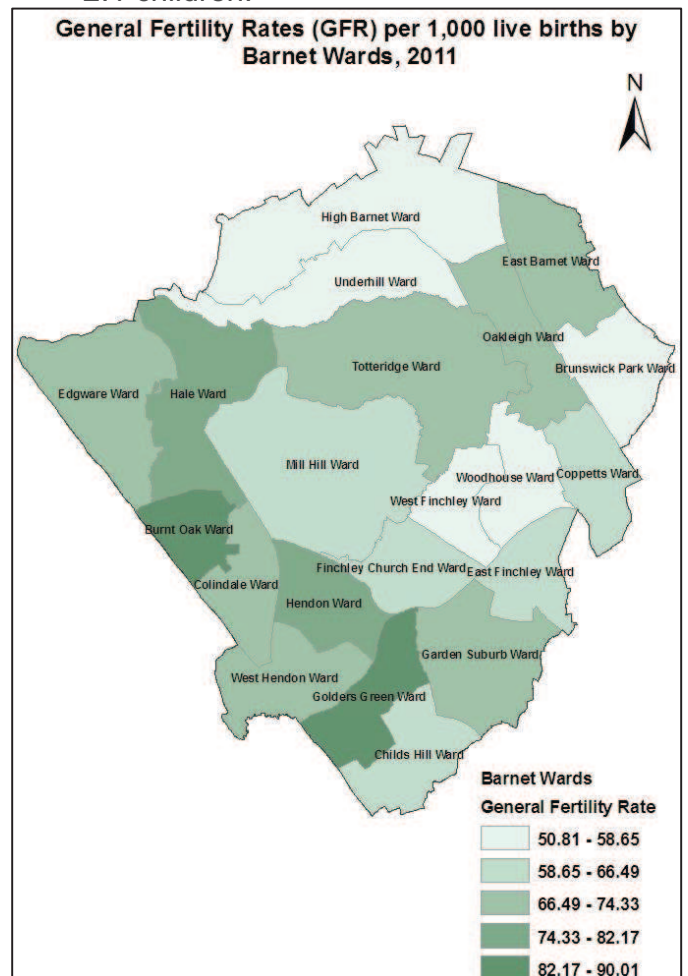 General Fertility Rates (GFR) per 1,000 live births by
Barnet Wards, 2011
N
High Barnet Ward
East Barnet Ward
Underhill Ward
Oakleigh Ward
Totteridge Ward
Brunswick Park Ward
Edgware Ward
Hale Ward
Mill Hill Ward
Woodhouse Ward
Coppetts Ward
West Finchley Ward
Burnt Oak Ward
Finchley Church End Ward
East Finchley Ward
Colindale Ward
Hendon Ward
Garden Suburb Ward
West Hendon Ward
Golders Green Ward
Childs Hill Ward
Barnet Wards
General Fertility Rate
50.81 - 58.65
58.65 - 66.49
66.49 - 74.33
74.33 - 82.17
82.17 - 90.01